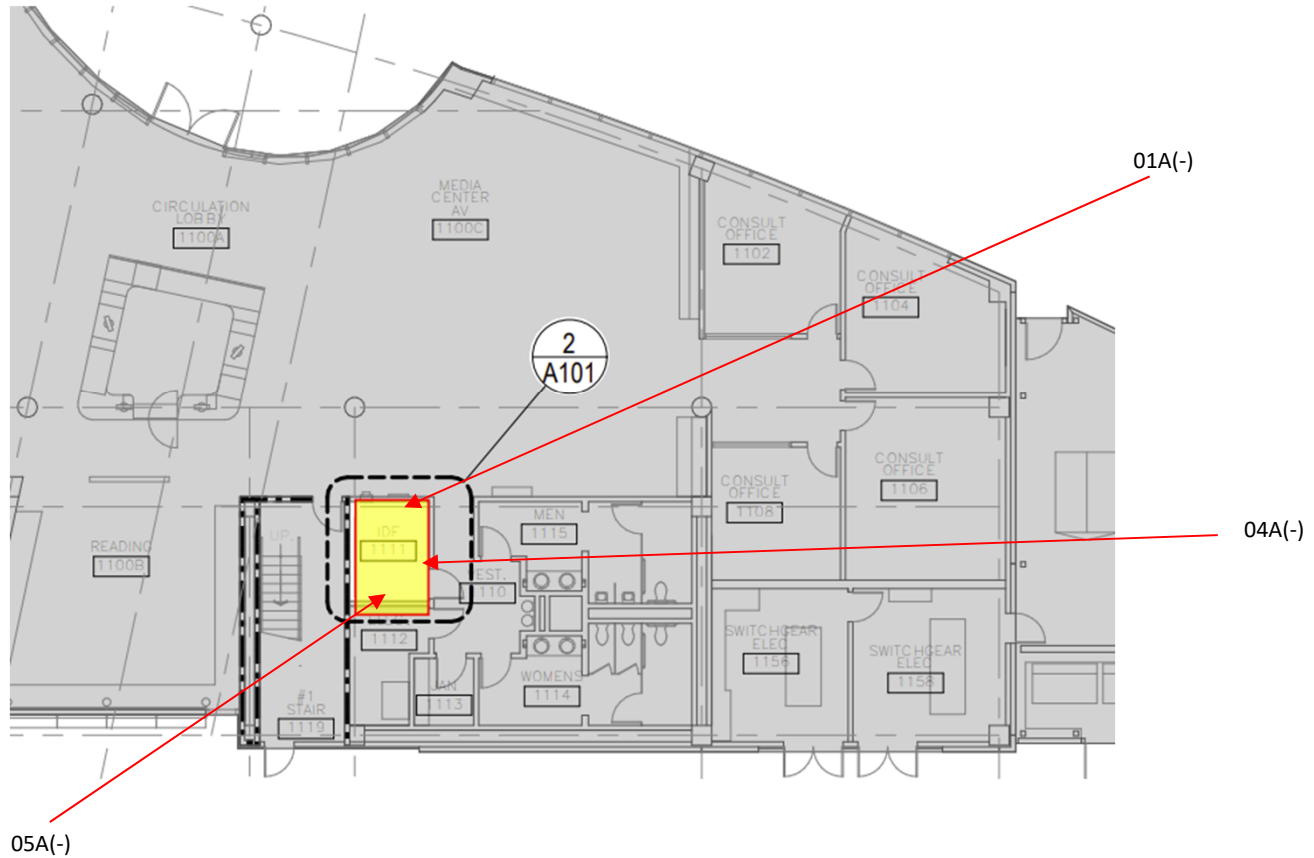 01A(-)
MEDIA
CENTER
AV
1100C
CIRCULATION
LOBBY
1100A
CONSULT
OFFICE
1102
CONSULT
OFFICE
1104
2
A101
CONSULT
OFFICE
1106
CONSULT
OFFICE
1108
MEN
1115
IDF
1111
UP.
04A(-)
READING
1100B
EST.
110
1112
SWITCHGEAR
ELEC
1156
SWITCHGEAR
ELEC
1158
WOMENS
1114
JAN
1113
#1
STAIR
1119
05A(-)